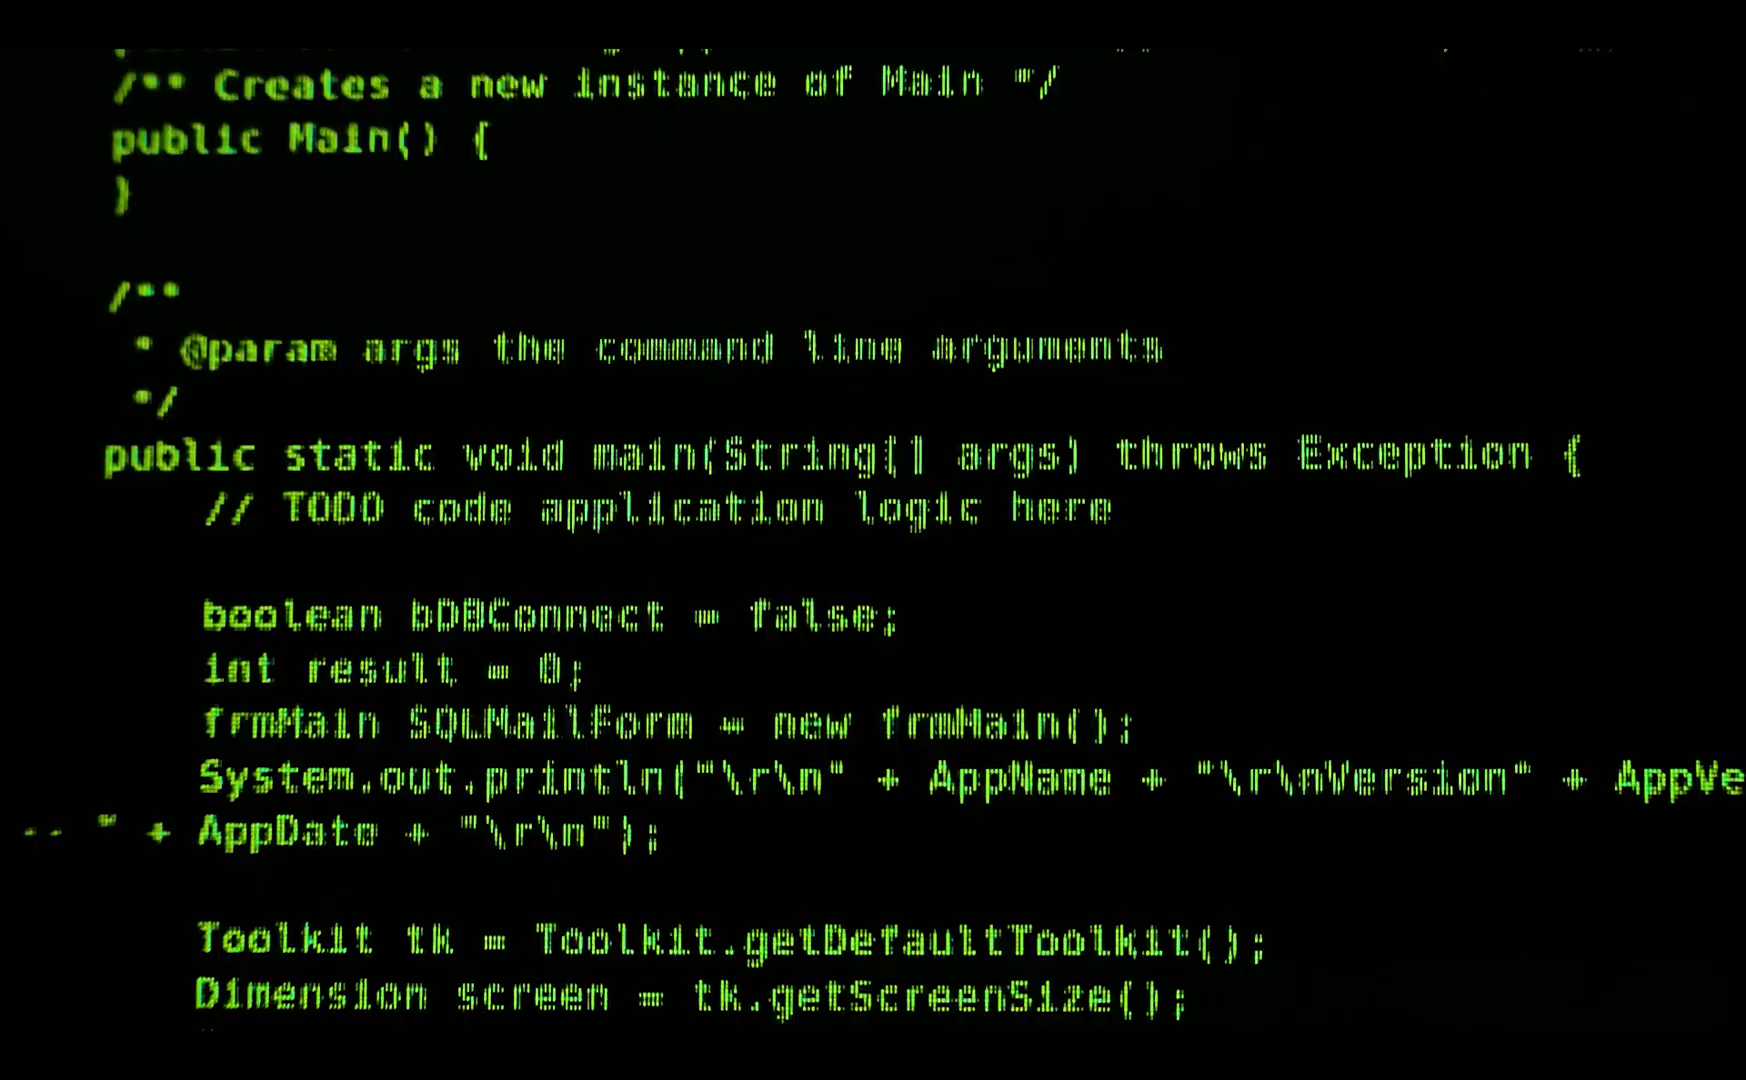 /** Creates a new instance of Main */
public Main() {
}
/**
* @param args the command line arguments
*/
public static void main(String[] args) throws Exception {
// TODO code application logic here
boolean bDBConnect = false;
int result = 0;
frmMain SQLMailForm = new frmMain();
System.out.println("\r\n" + AppName + "\r\nVersion" + AppVe
-- " + AppDate + "\r\n");
Toolkit tk = Toolkit.getDefaultToolkit();
Dimension screen = tk.getScreenSize();